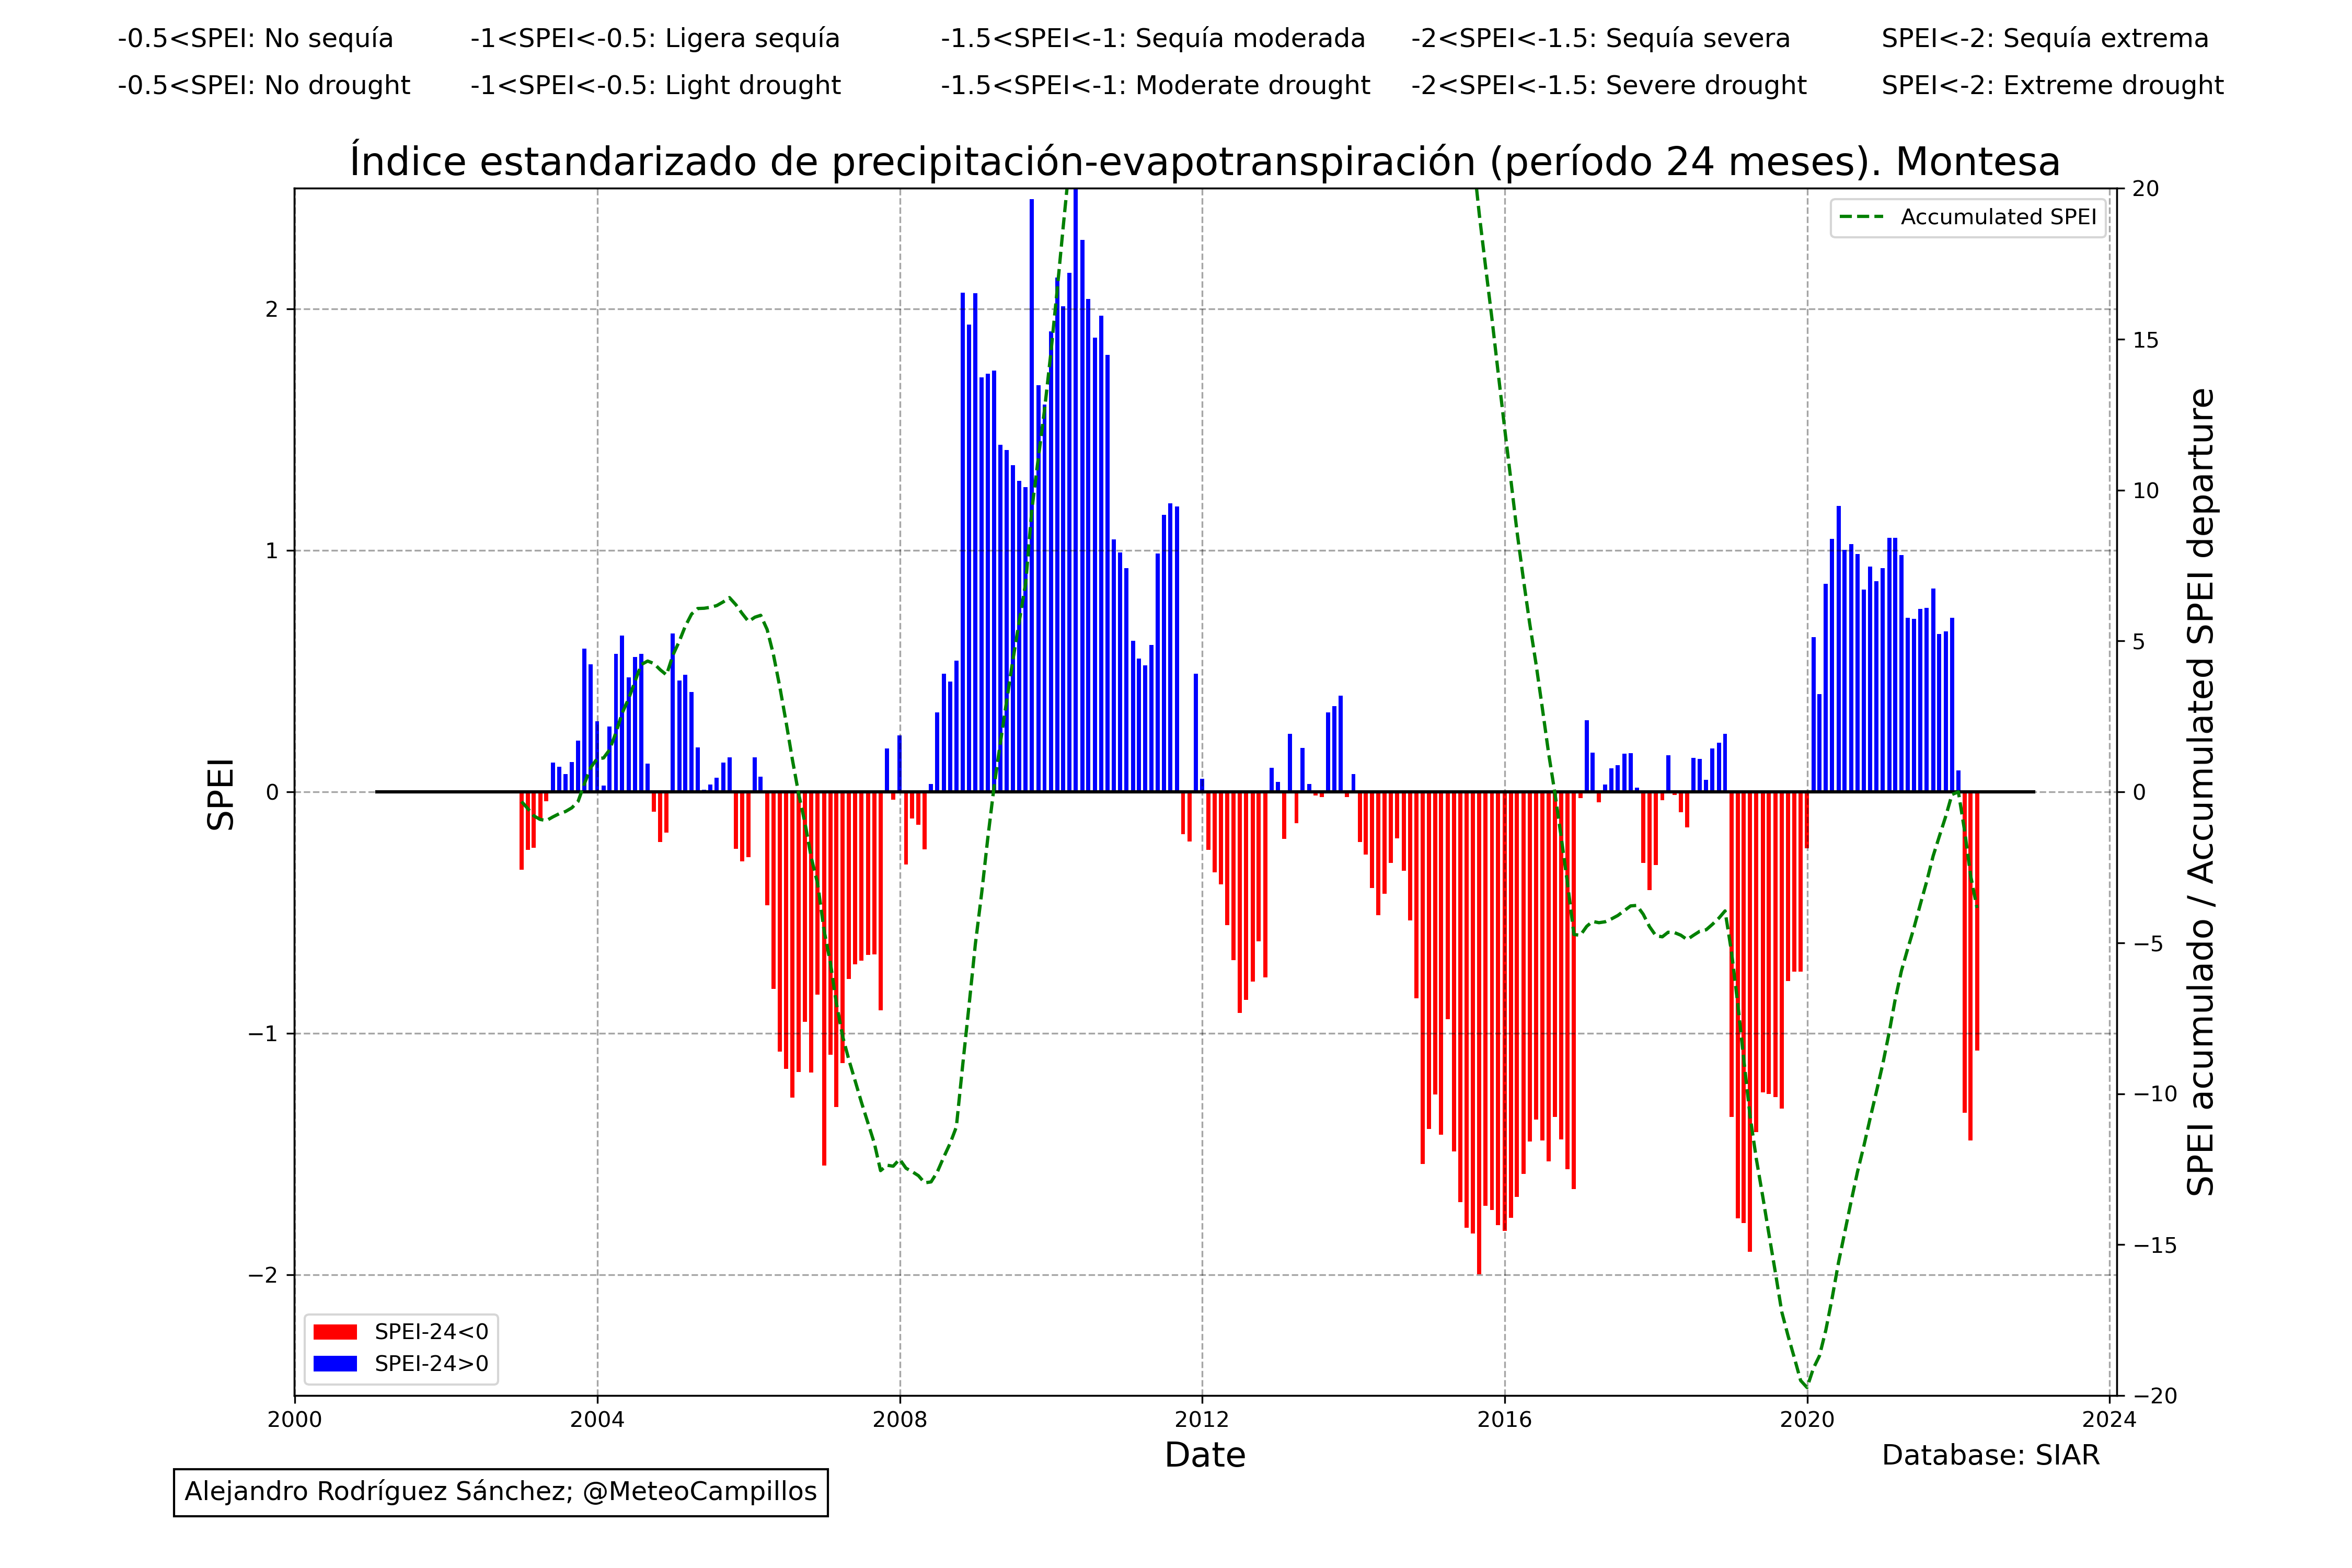 -0.5<SPEI: No sequía -1<SPEI<-0.5: Ligera sequía -1.5<SPEI<-1: Sequía moderada -2<SPEI<-1.5: Sequía severa SPEI<-2: Sequía extrema
-0.5<SPEI: No drought -1<SPEI<-0.5: Light drought -1.5<SPEI<-1: Moderate drought -2<SPEI<-1.5: Severe drought SPEI<-2: Extreme drought
Índice estandarizado de precipitación-evapotranspiración (período 24 meses). Montesa
Accumulated SPEI
SPEI
2
1
0
−1
−2
20
15
10
5
0
−5
−10
−15
−20
SPEI acumulado / Accumulated SPEI departure
SPEI-24<0
SPEI-24>0
2000 2004 2008 2012 2016 2020 2024
Date
Database: SIAR
Alejandro Rodríguez Sánchez; @MeteoCampillos